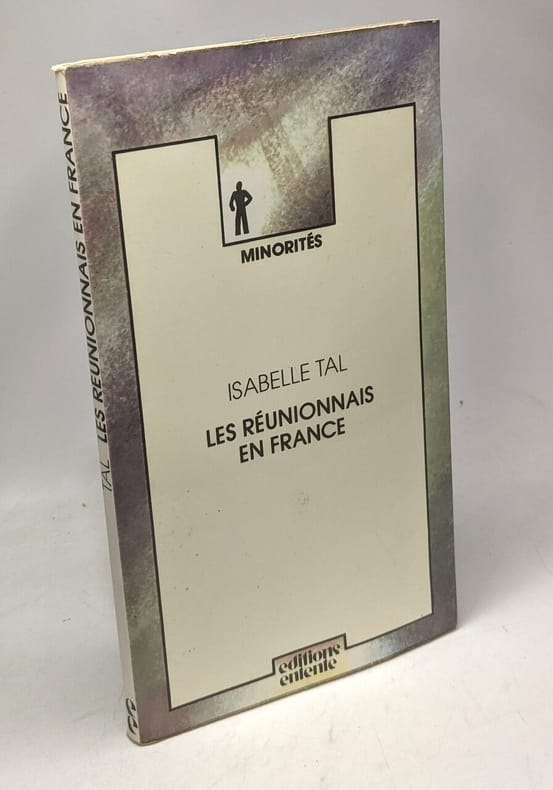 MINORITÉS
ISABELLE TAL
LES RÉUNIONNAIS
EN FRANCE
editions
entente
TAL LES RÉUNIONNAIS EN FRANCE